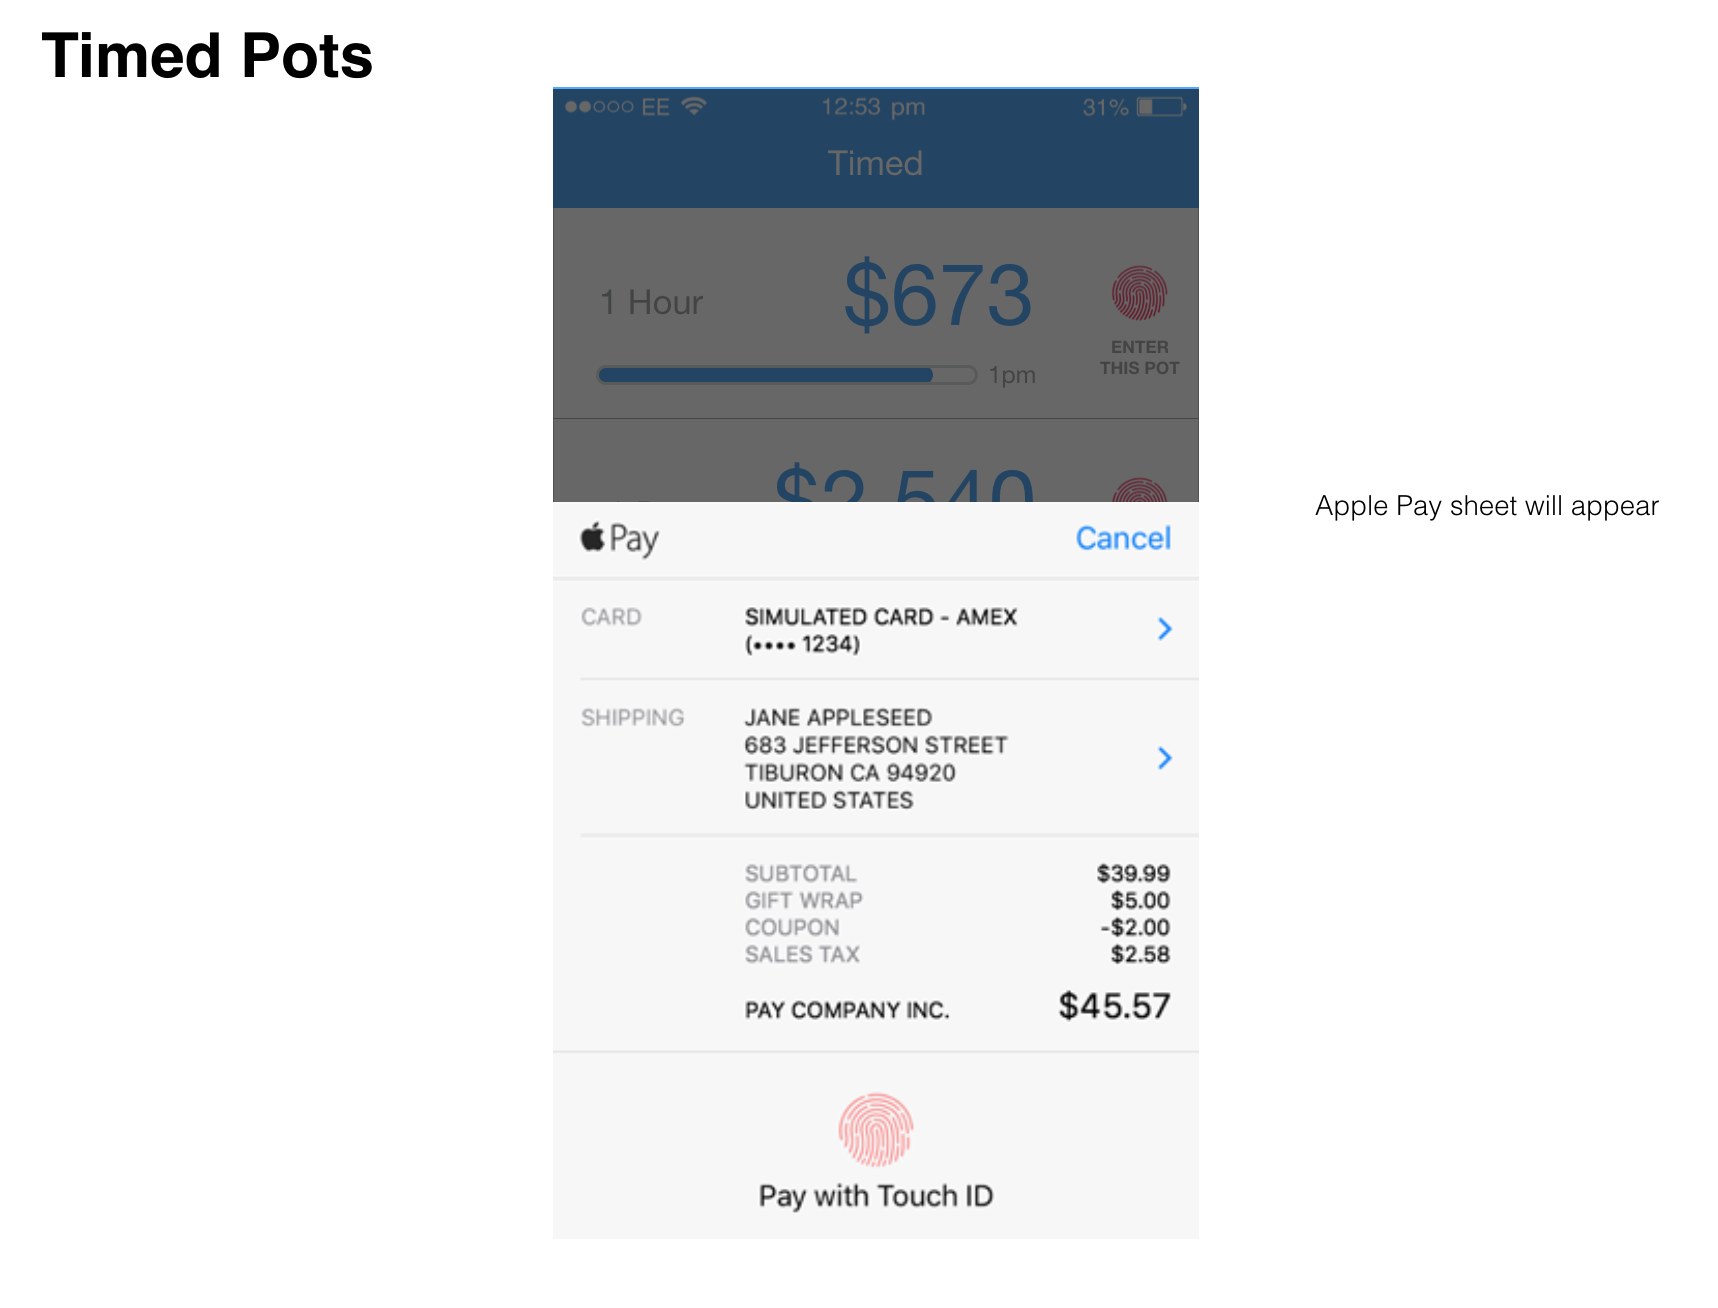 Timed Pots
EE 12:53 pm 31%
Timed
1 Hour $673
ENTER
THIS POT
1pm
$2,540
Apple Pay sheet will appear
Pay Cancel
CARD SIMULATED CARD - AMEX
(•••• 1234)
SHIPPING JANE APPLESEED
683 JEFFERSON STREET
TIBURON CA 94920
UNITED STATES
SUBTOTAL $39.99
GIFT WRAP $5.00
COUPON -$2.00
SALES TAX $2.58
PAY COMPANY INC. $45.57
Pay with Touch ID